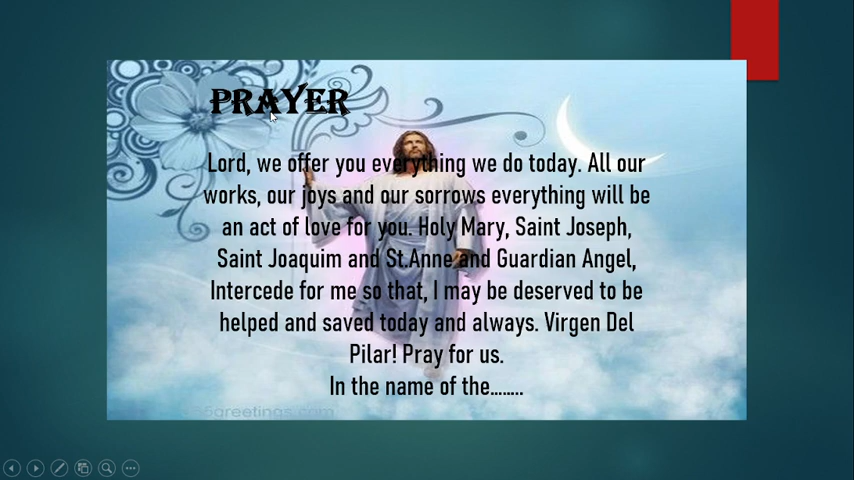 PRAYER
Lord, we offer you everything we do today. All our
works, our joys and our sorrows everything will be
an act of love for you. Holy Mary, Saint Joseph,
Saint Joaquim and St.Anne and Guardian Angel,
Intercede for me so that, I may be deserved to be
helped and saved today and always. Virgen Del
Pilar! Pray for us.
In the name of the........
greetings.com